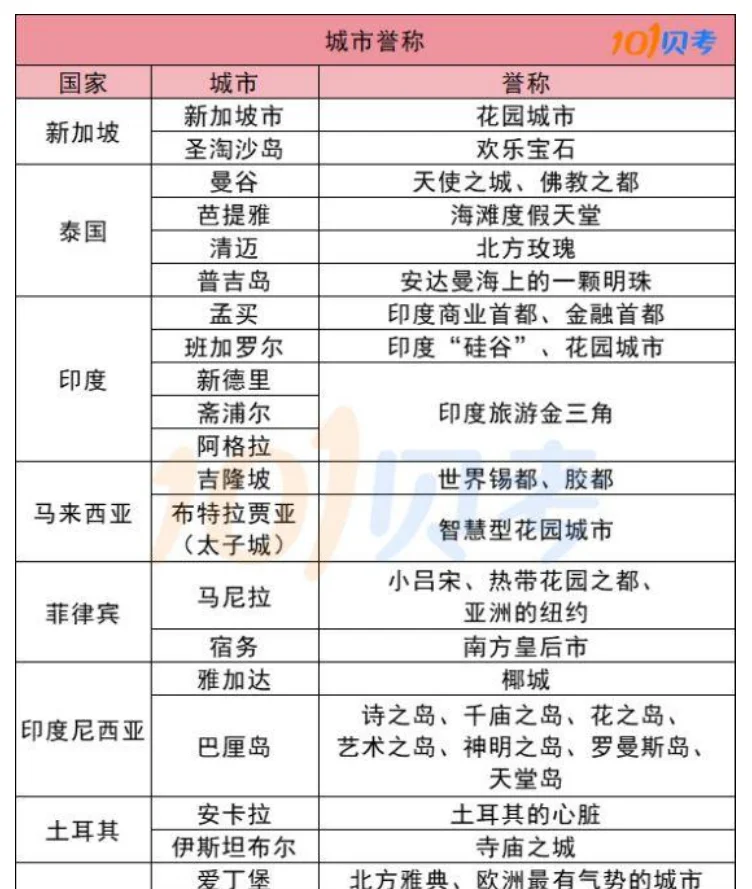 城市誉称
101贝考
国家 城市 誉称
新加坡 新加坡市 花园城市
圣淘沙岛 欢乐宝石
泰国 曼谷 天使之城、佛教之都
芭提雅 海滩度假天堂
清迈 北方玫瑰
普吉岛 安达曼海上的一颗明珠
印度 孟买 印度商业首都、金融首都
班加罗尔 印度“硅谷”、花园城市
新德里
斋浦尔 印度旅游金三角
阿格拉
101贝考
马来西亚 吉隆坡 世界锡都、胶都
布特拉贾亚
（太子城） 智慧型花园城市
菲律宾 马尼拉 小吕宋、热带花园之都、
亚洲的纽约
宿务 南方皇后市
印度尼西亚 雅加达 椰城
巴厘岛 诗之岛、千庙之岛、花之岛、
艺术之岛、神明之岛、罗曼斯岛、
天堂岛
土耳其 安卡拉 土耳其的心脏
伊斯坦布尔 寺庙之城
爱丁堡 北方雅典、欧洲最有气势的城市